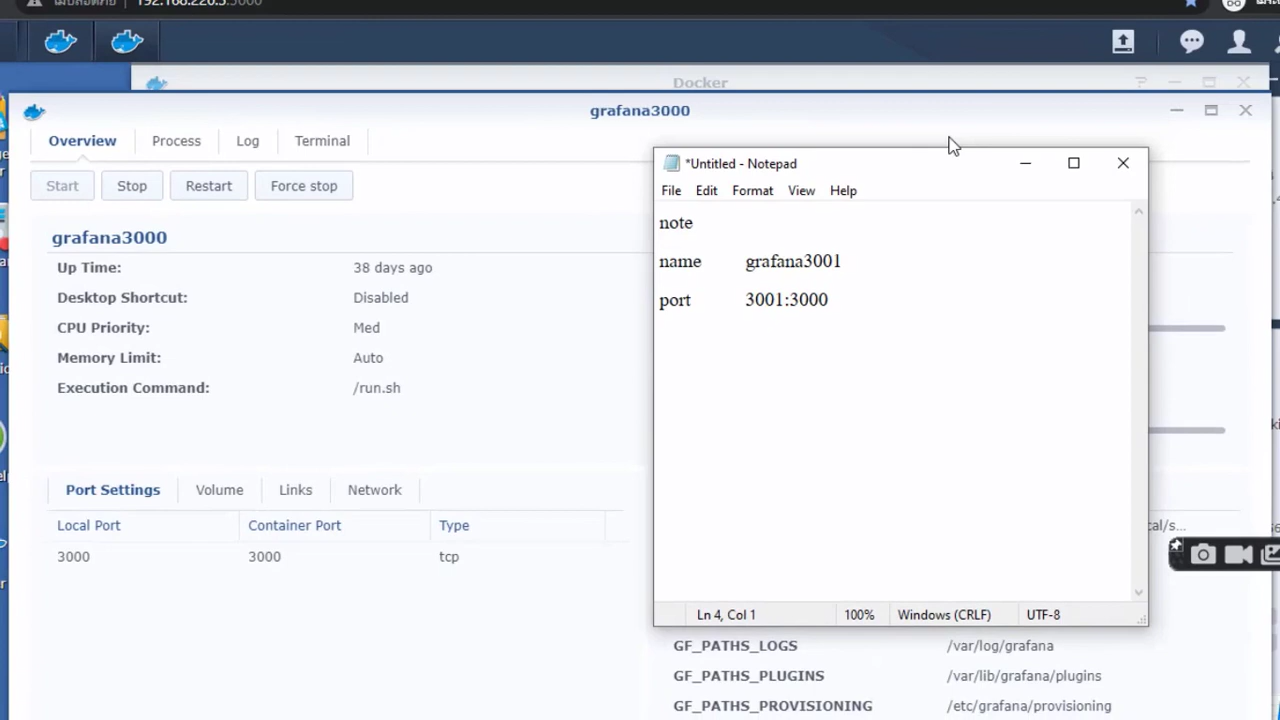 Docker
grafana3000
Overview
Process
Log
Terminal
Start
Stop
Restart
Force stop
grafana3000
Up Time: 38 days ago
Desktop Shortcut: Disabled
CPU Priority: Med
Memory Limit: Auto
Execution Command: /run.sh
Port Settings
Volume
Links
Network
Local Port Container Port Type
3000 3000 tcp
*Untitled - Notepad
File Edit Format View Help
note
name grafana3001
port 3001:3000
Ln 4, Col 1 100% Windows (CRLF) UTF-8
GF_PATHS_LOGS /var/log/grafana
GF_PATHS_PLUGINS /var/lib/grafana/plugins
GF_PATHS_PROVISIONING /etc/grafana/provisioning